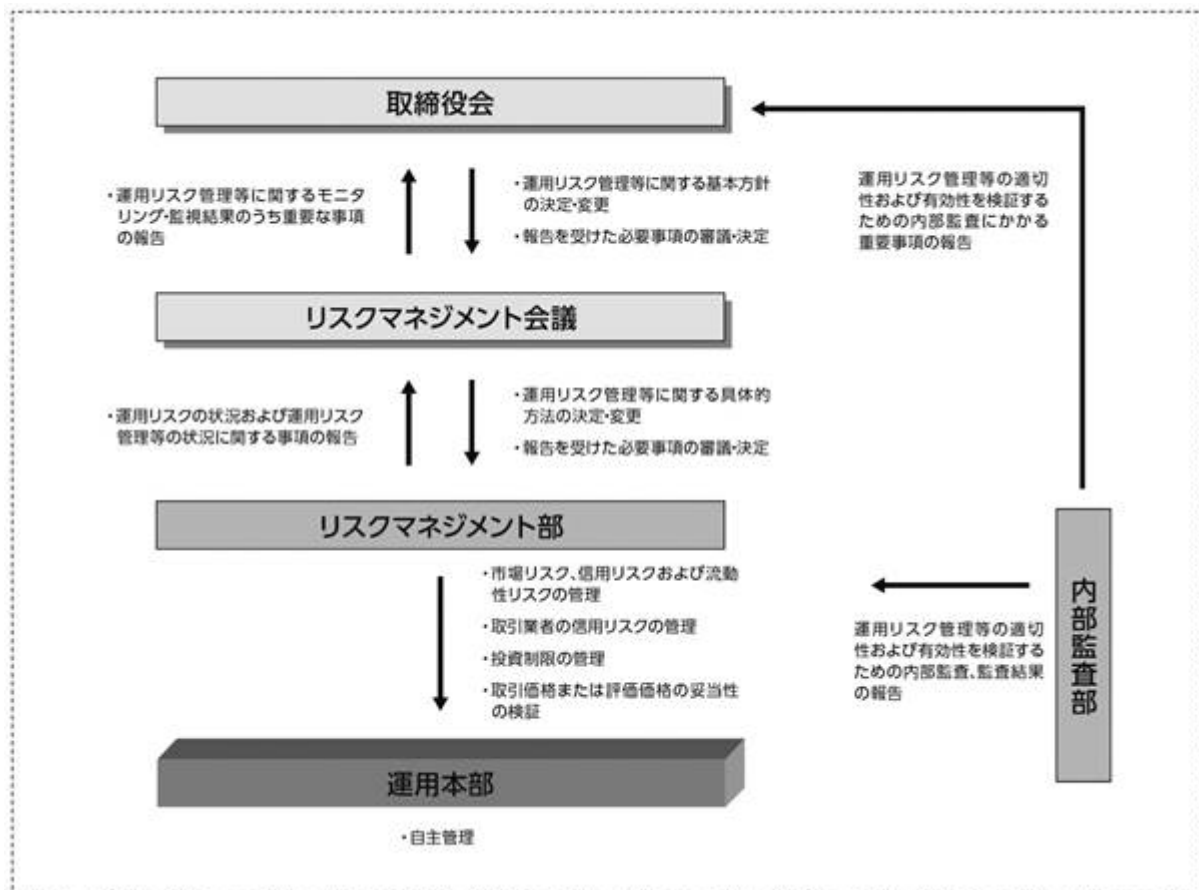 取締役会
・運用リスク管理等に関するモニタ
リング・監視結果のうち重要な事項
の報告
・運用リスク管理等に関する基本方針
の決定・変更
・報告を受けた必要事項の審議・決定
運用リスク管理等の適切
性および有効性を検証する
ための内部監査にかかる
重要事項の報告
リスクマネジメント会議
・運用リスクの状況および運用リスク
管理等の状況に関する事項の報告
・運用リスク管理等に関する具体的
方法の決定・変更
・報告を受けた必要事項の審議・決定
リスクマネジメント部
・市場リスク、信用リスクおよび流動
性リスクの管理
・取引業者の信用リスクの管理
・投資制限の管理
・取引価格または評価価格の妥当性
の検証
運用リスク管理等の適切
性および有効性を検証する
ための内部監査、監査結果
の報告
内部監査部
運用本部
・自主管理